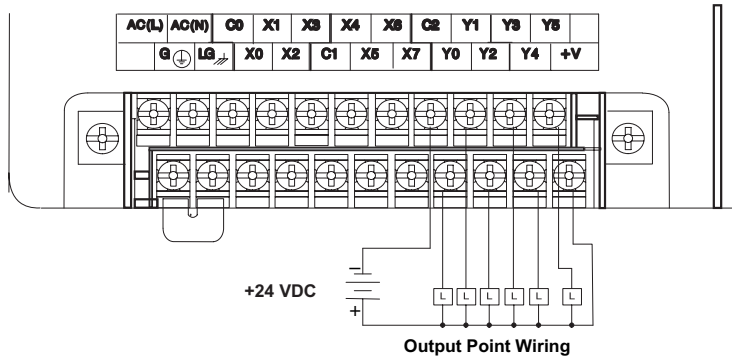 AC(L) AC(N) C0 X1 X3 X4 X6 C2 Y1 Y3 Y5
G LG X0 X2 C1 X5 X7 Y0 Y2 Y4 +V
−
+24 VDC
+
L L L L L L
Output Point Wiring